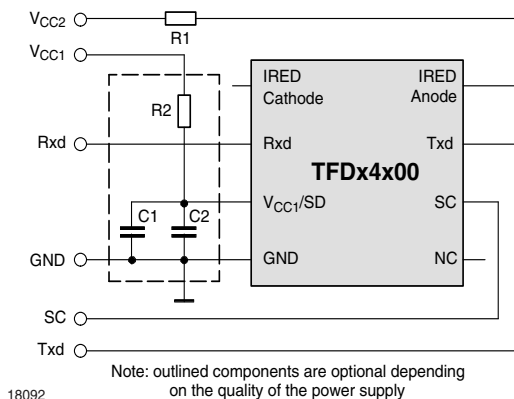 VCC2
R1
VCC1
IRED
Cathode
IRED
Anode
R2
Rxd
Rxd
Txd
TFDx4x00
VCC1/SD
SC
C1
C2
GND
GND
NC
SC
Txd
Note: outlined components are optional depending
on the quality of the power supply
18092